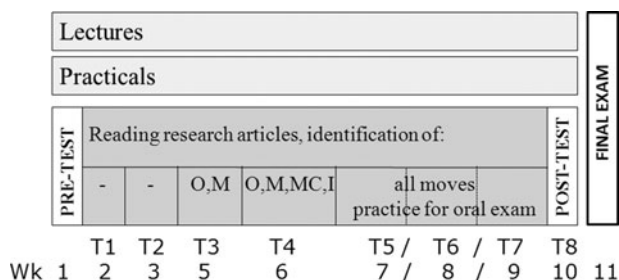 Lectures
Practicals
PRE-TEST
Reading research articles, identification of:
- - O,M O,M,MC,I all moves
practice for oral exam
POST-TEST
FINAL EXAM
T1 T2 T3 T4 T5 / T6 / T7 T8
Wk 1 2 3 5 6 7 / 8 / 9 10 11